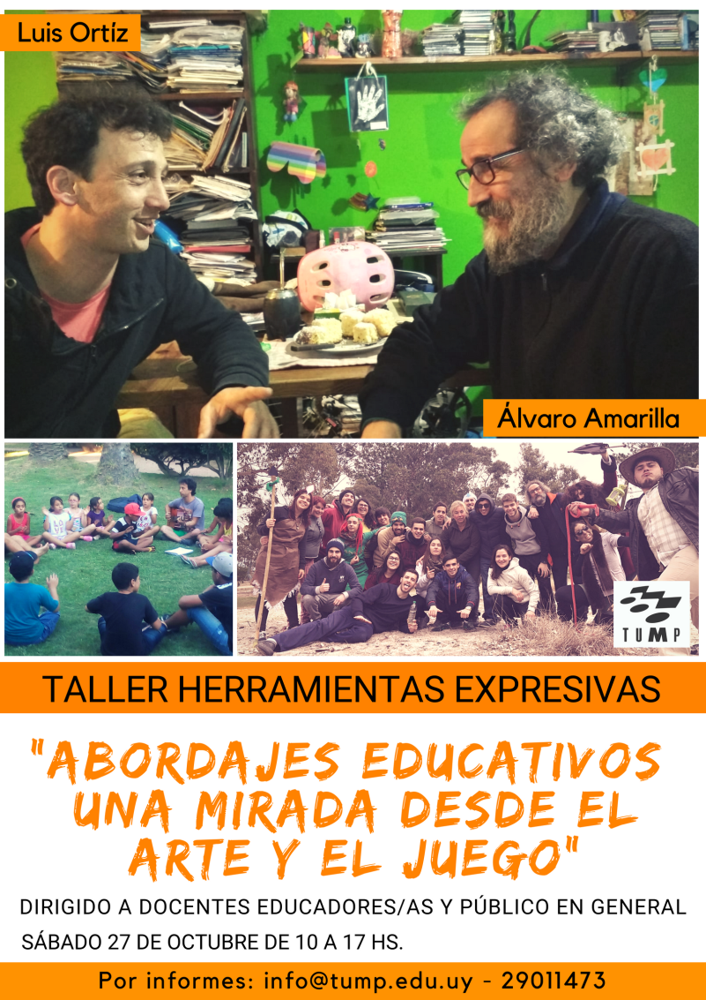 Luis Ortíz
Álvaro Amarilla
TUMP
TALLER HERRAMIENTAS EXPRESIVAS
"ABORDAJES EDUCATIVOS
UNA MIRADA DESDE EL
ARTE Y EL JUEGO"
DIRIGIDO A DOCENTES EDUCADORES/AS Y PÚBLICO EN GENERAL
SÁBADO 27 DE OCTUBRE DE 10 A 17 HS.
Por informes: info@tump.edu.uy - 29011473